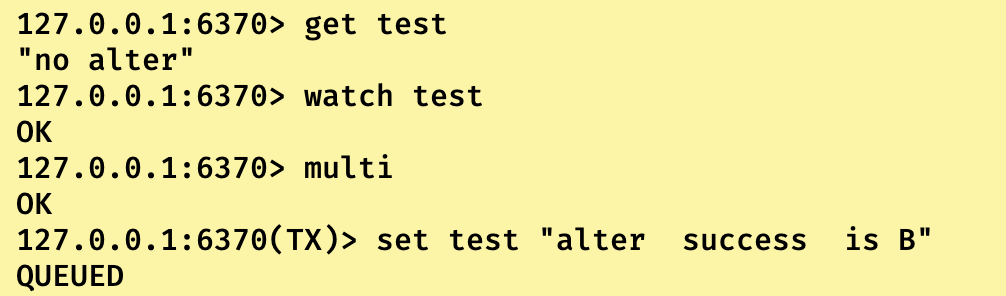 127.0.0.1:6370> get test
"no alter"
127.0.0.1:6370> watch test
OK
127.0.0.1:6370> multi
OK
127.0.0.1:6370(TX)> set test "alter  success  is B"
QUEUED